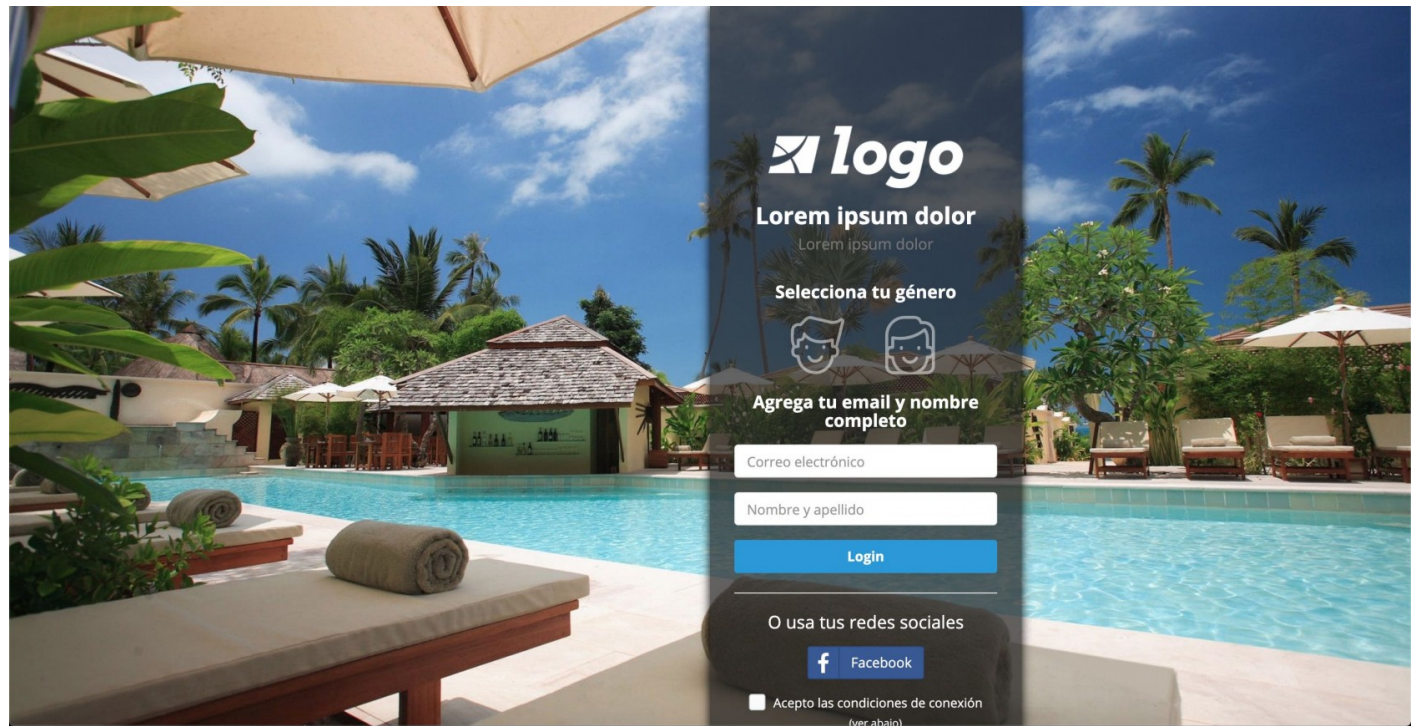 logo
Lorem ipsum dolor
Lorem ipsum dolor
Selecciona tu género
Agrega tu email y nombre
completo
Correo electrónico
Nombre y apellido
Login
O usa tus redes sociales
f Facebook
Acepto las condiciones de conexión
(ver abajo)